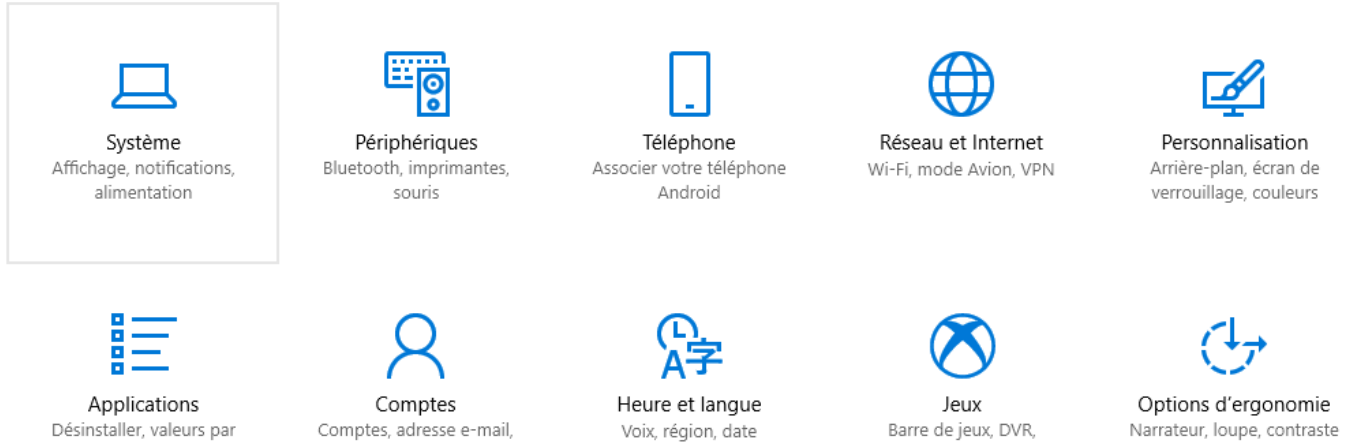 Système
Affichage, notifications,
alimentation
Périphériques
Bluetooth, imprimantes,
souris
Téléphone
Associer votre téléphone
Android
Réseau et Internet
Wi-Fi, mode Avion, VPN
Personnalisation
Arrière-plan, écran de
verrouillage, couleurs
Applications
Désinstaller, valeurs par
Comptes
Comptes, adresse e-mail,
A字
Heure et langue
Voix, région, date
Jeux
Barre de jeux, DVR,
Options d’ergonomie
Narrateur, loupe, contraste